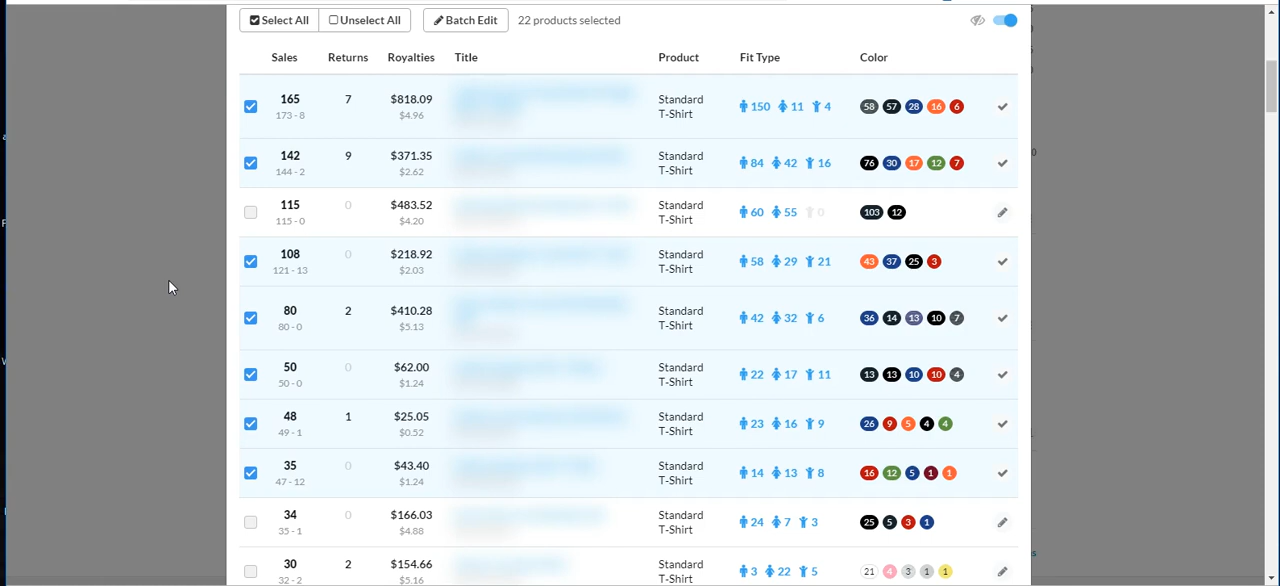 Select All Unselect All Batch Edit 22 products selected
Sales Returns Royalties Title Product Fit Type Color
165 7 $818.09 Standard T-Shirt 150 11 4 58 57 28 16 6
173 - 8 $4.96
142 9 $371.35 Standard T-Shirt 84 42 16 76 30 17 12 7
144 - 2 $2.62
115 0 $483.52 Standard T-Shirt 60 55 0 103 12
115 - 0 $4.20
108 0 $218.92 Standard T-Shirt 58 29 21 43 37 25 3
121 - 13 $2.03
80 2 $410.28 Standard T-Shirt 42 32 6 36 14 13 10 7
80 - 0 $5.13
50 0 $62.00 Standard T-Shirt 22 17 11 13 13 10 10 4
50 - 0 $1.24
48 1 $25.05 Standard T-Shirt 23 16 9 26 9 5 4 4
49 - 1 $0.52
35 0 $43.40 Standard T-Shirt 14 13 8 16 12 5 1 1
47 - 12 $1.24
34 0 $166.03 Standard T-Shirt 24 7 3 25 5 3 1
35 - 1 $4.88
30 2 $154.66 Standard T-Shirt 3 22 5 21 4 3 1 1
32 - 2 $5.16